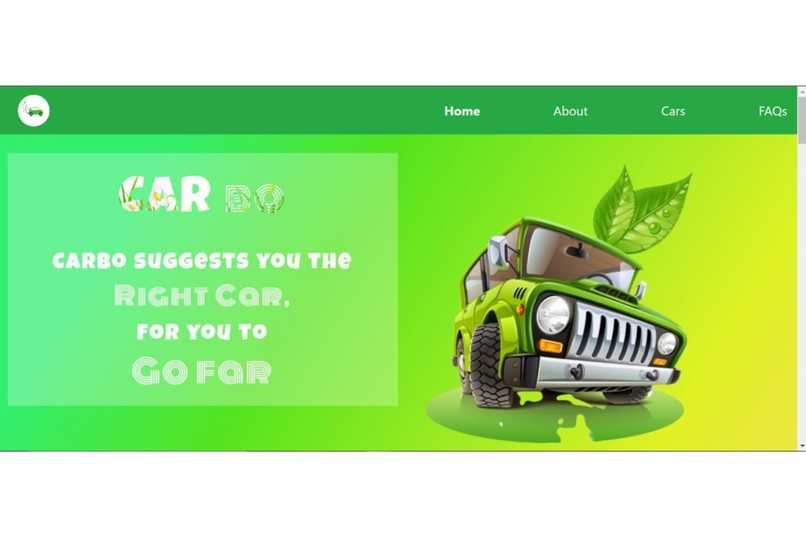 Home About Cars FAQs
CAR BO
CARBO SUGGESTS YOU THE
RIGHT CAR,
FOR YOU TO
GO FAR